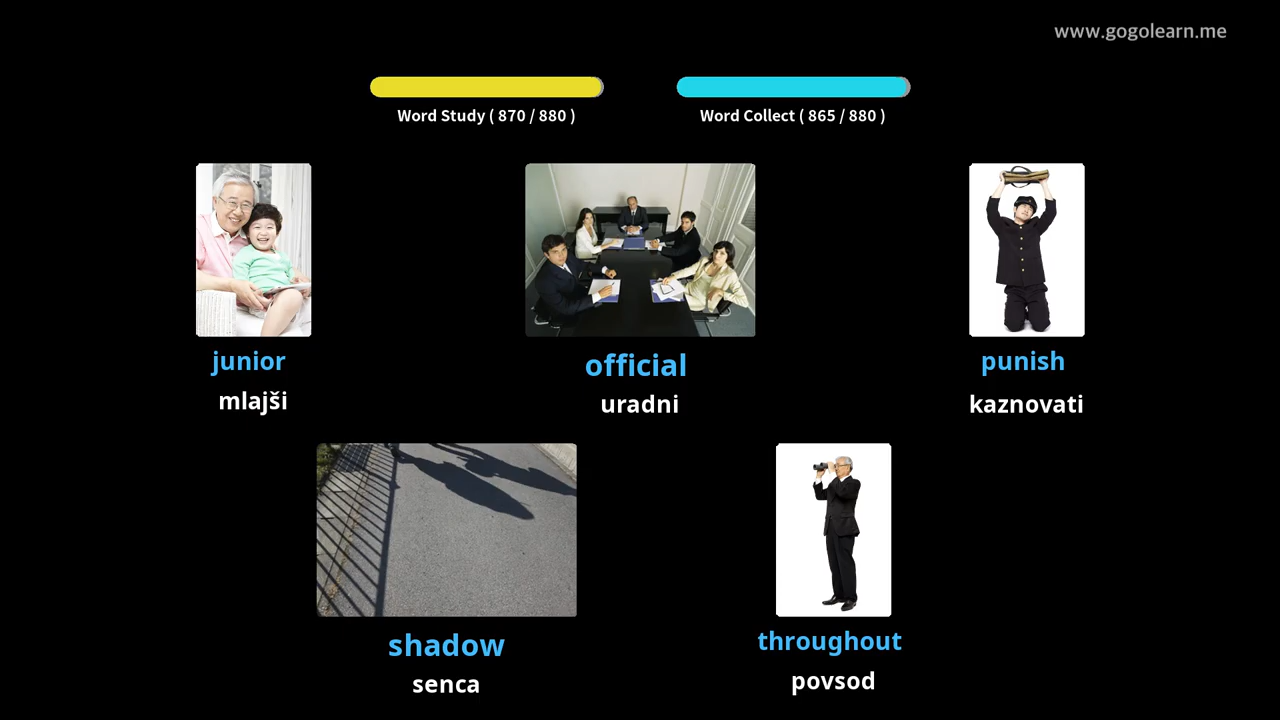 www.gogolearn.me
Word Study ( 870 / 880 )
Word Collect ( 865 / 880 )
junior
mlajši
official
uradni
punish
kaznovati
shadow
senca
throughout
povsod